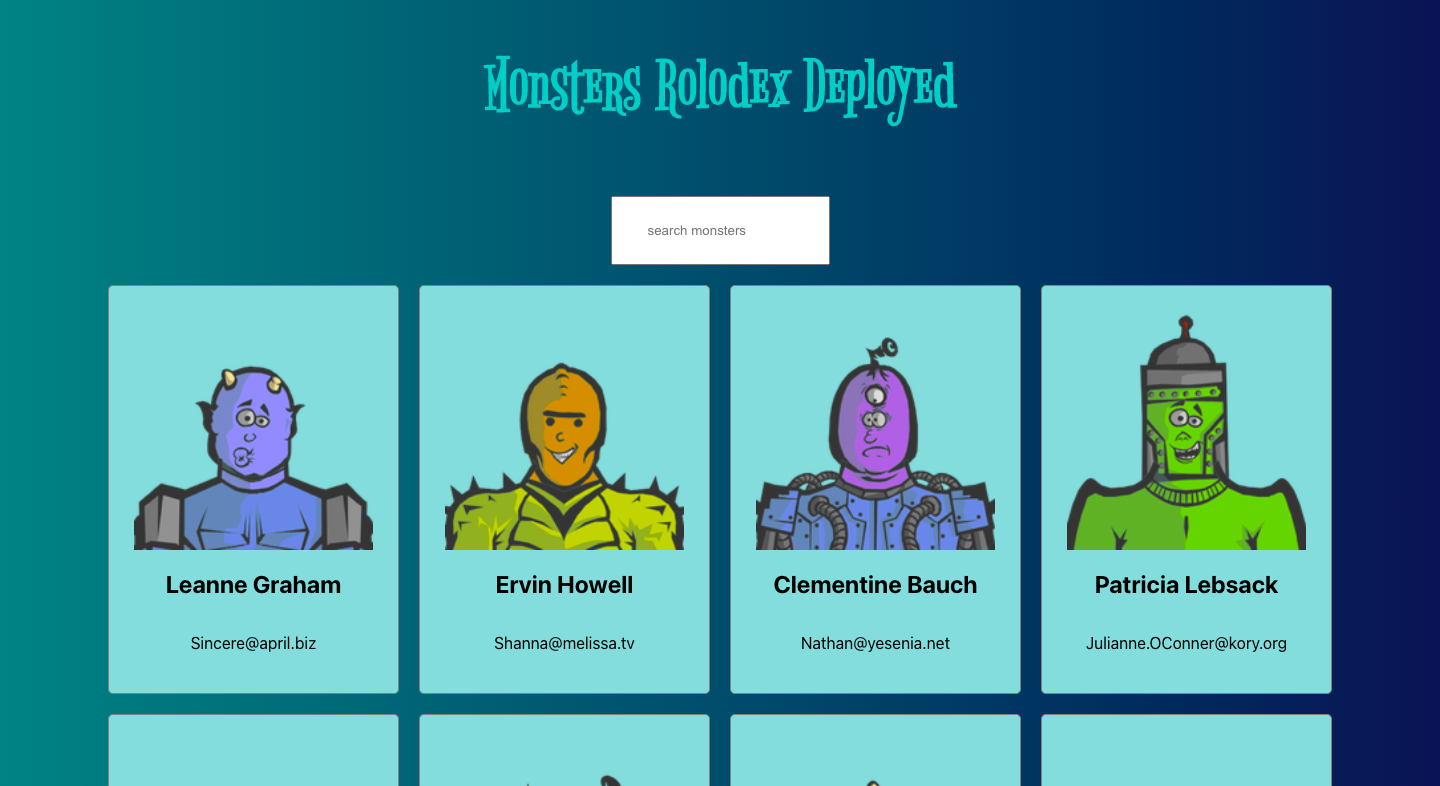 Monsters Rolodex Deployed
search monsters
Leanne Graham
Ervin Howell
Clementine Bauch
Patricia Lebsack
Sincere@april.biz
Shanna@melissa.tv
Nathan@yesenia.net
Julianne.OConner@kory.org